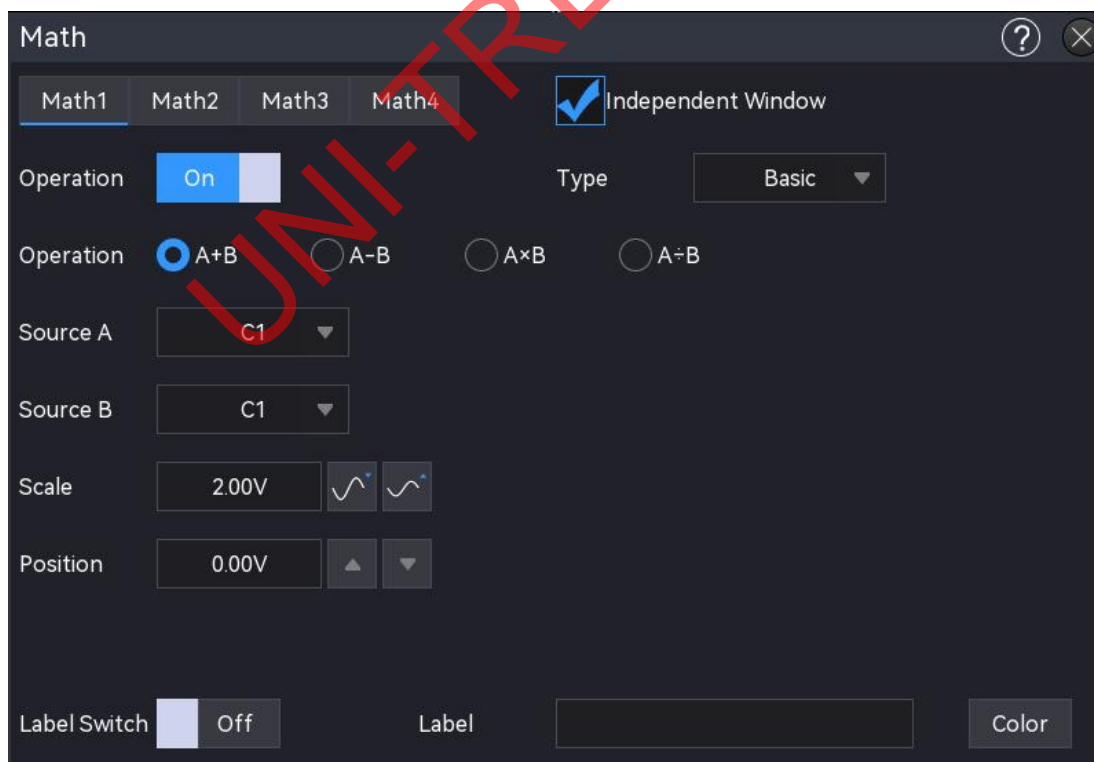 Math
?
Math1 Math2 Math3 Math4 Independent Window
Operation On Type Basic
Operation A+B A-B A×B A÷B
Source A C1
Source B C1
Scale 2.00V
Position 0.00V
Label Switch Off Label Color
UNI-TRE